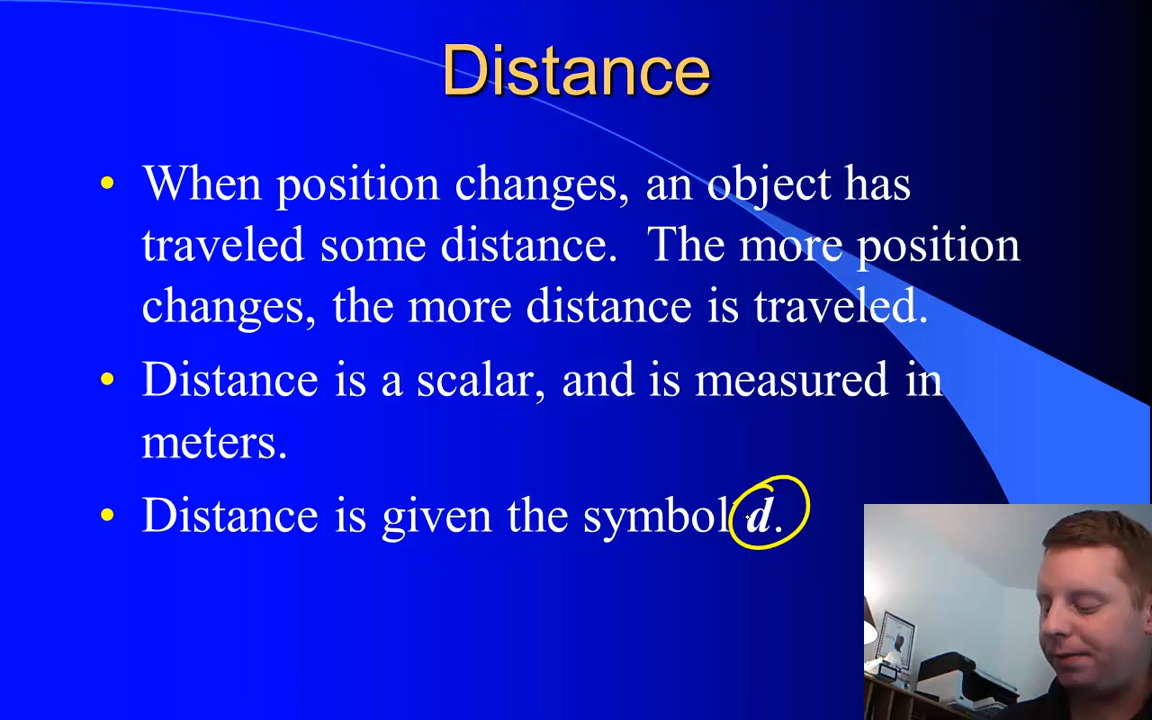 Distance
• When position changes, an object has
traveled some distance. The more position
changes, the more distance is traveled.
• Distance is a scalar, and is measured in
meters.
• Distance is given the symbol d.